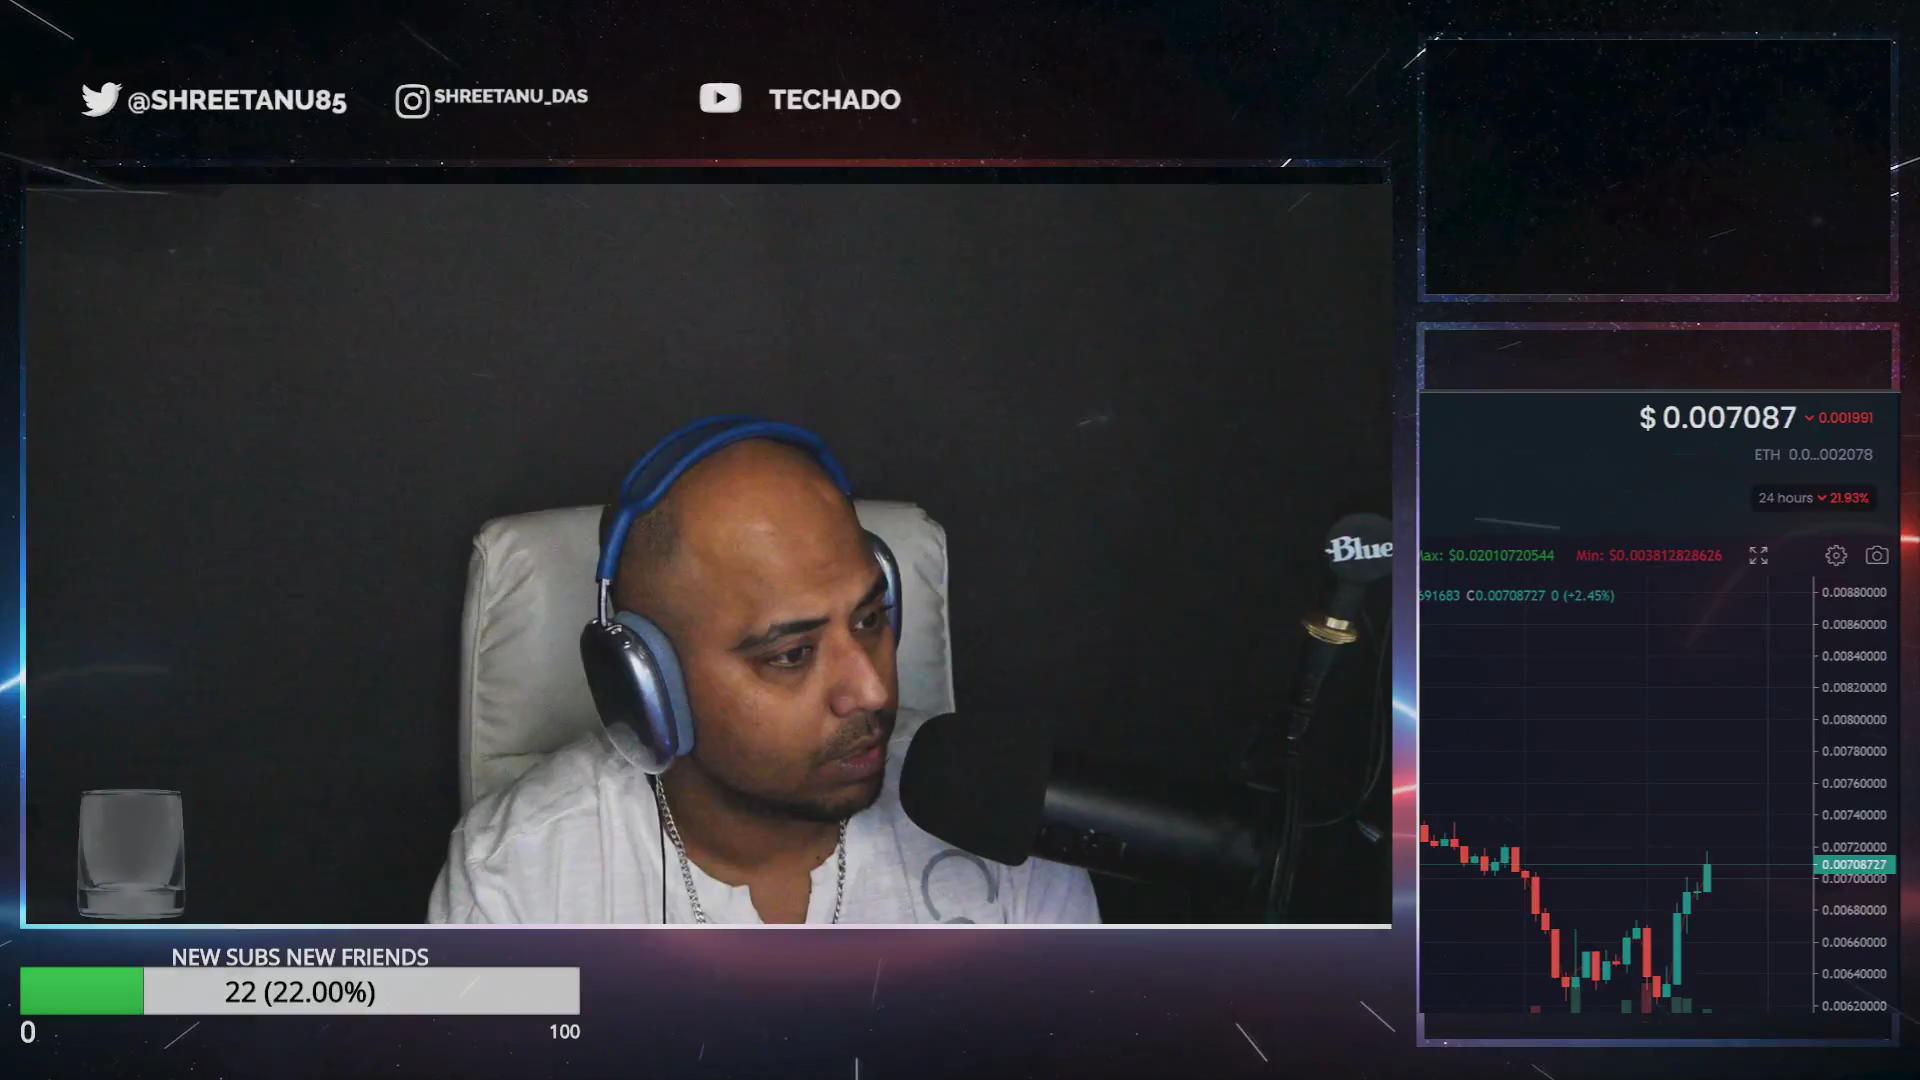 @SHREETANU85
SHREETANU_DAS
TECHADO
Blue
$ 0.007087 0.001991
ETH 0.0...002078
24 hours 21.93%
Max: $0.02010720544 Min: $0.003812828626
691683 C0.00708727 0 (+2.45%)
0.00880000
0.00860000
0.00840000
0.00820000
0.00800000
0.00780000
0.00760000
0.00740000
0.00720000
0.00708727
0.00700000
0.00680000
0.00660000
0.00640000
0.00620000
NEW SUBS NEW FRIENDS
22 (22.00%)
0
100